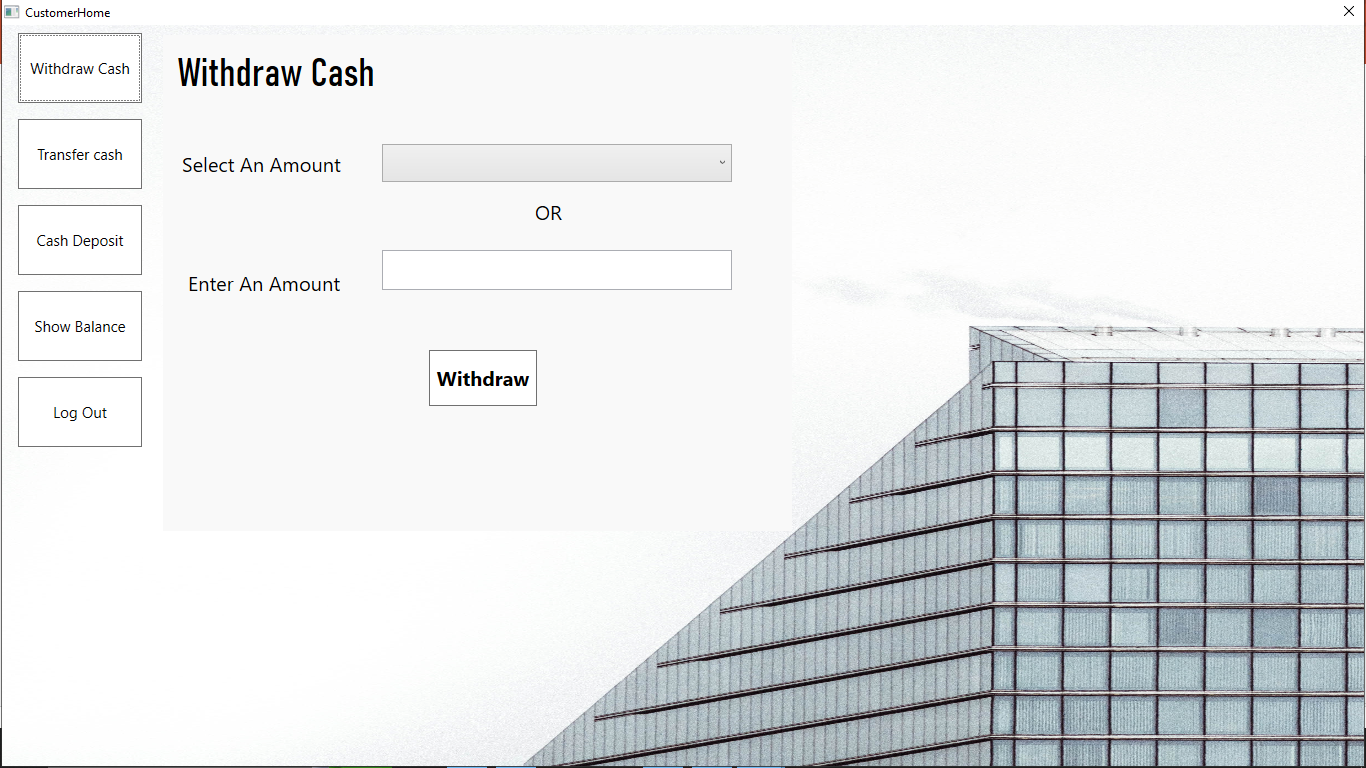 CustomerHome
Withdraw Cash
Transfer cash
Cash Deposit
Show Balance
Log Out
Withdraw Cash
Select An Amount
OR
Enter An Amount
Withdraw